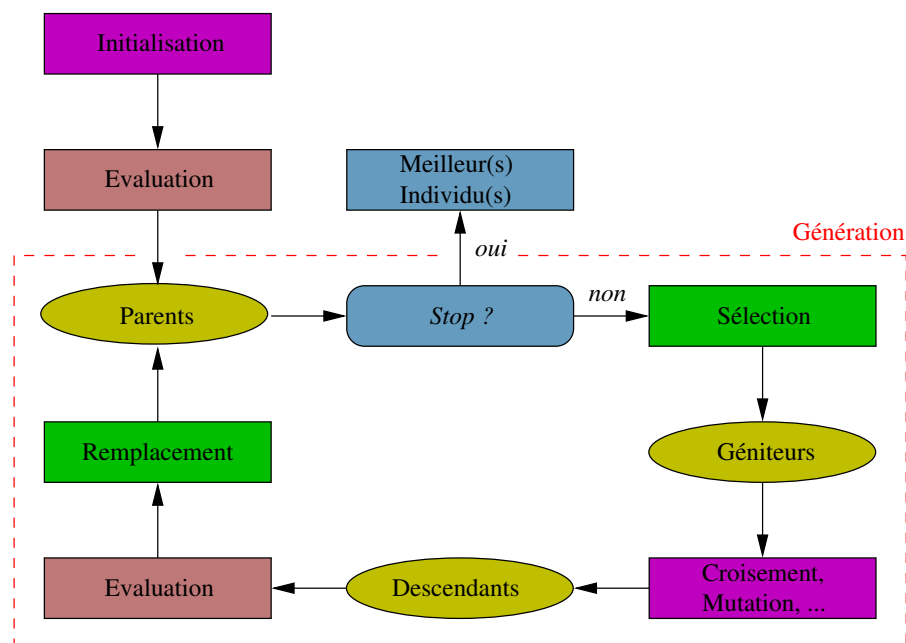 Initialisation
Evaluation
Meilleur(s)
Individu(s)
Génération
oui
Parents
Stop ?
non
Sélection
Remplacement
Géniteurs
Evaluation
Descendants
Croisement,
Mutation, ...